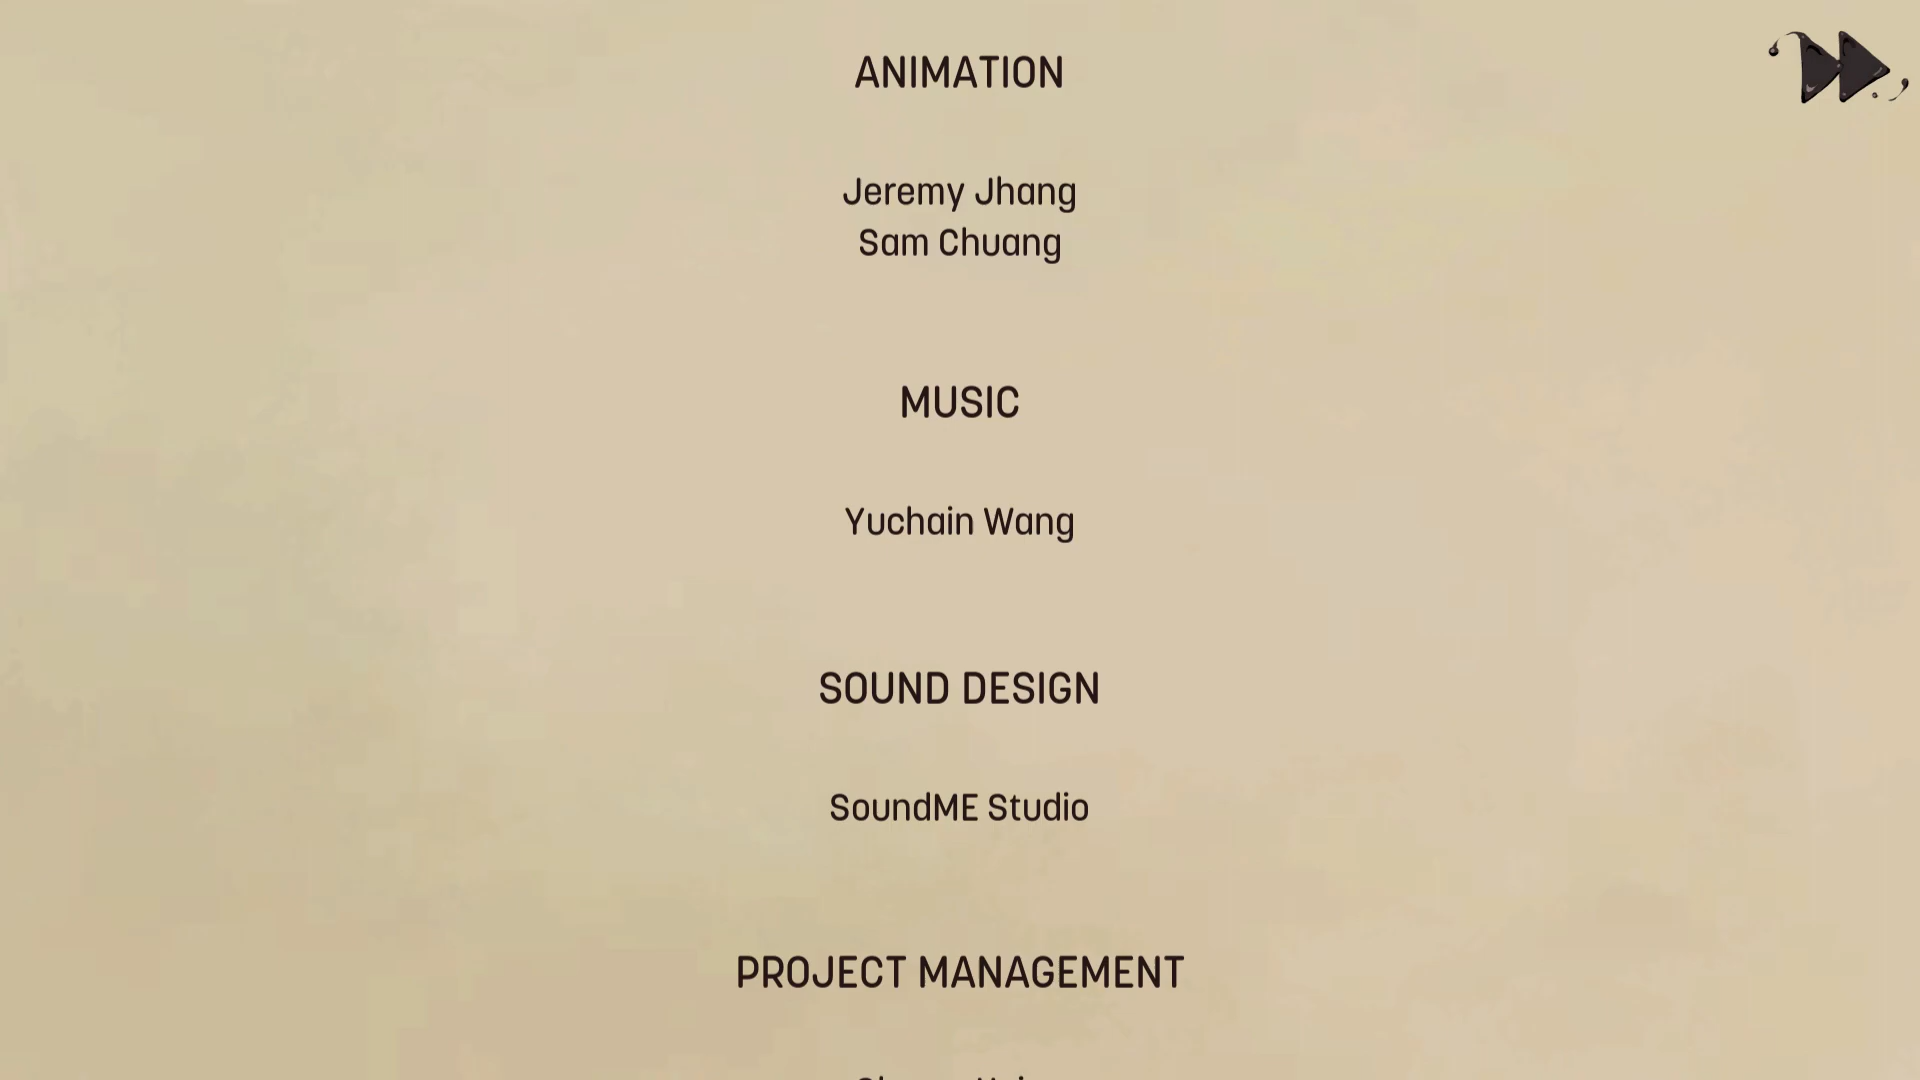 ANIMATION
Jeremy Jhang
Sam Chuang
MUSIC
Yuchain Wang
SOUND DESIGN
SoundME Studio
PROJECT MANAGEMENT